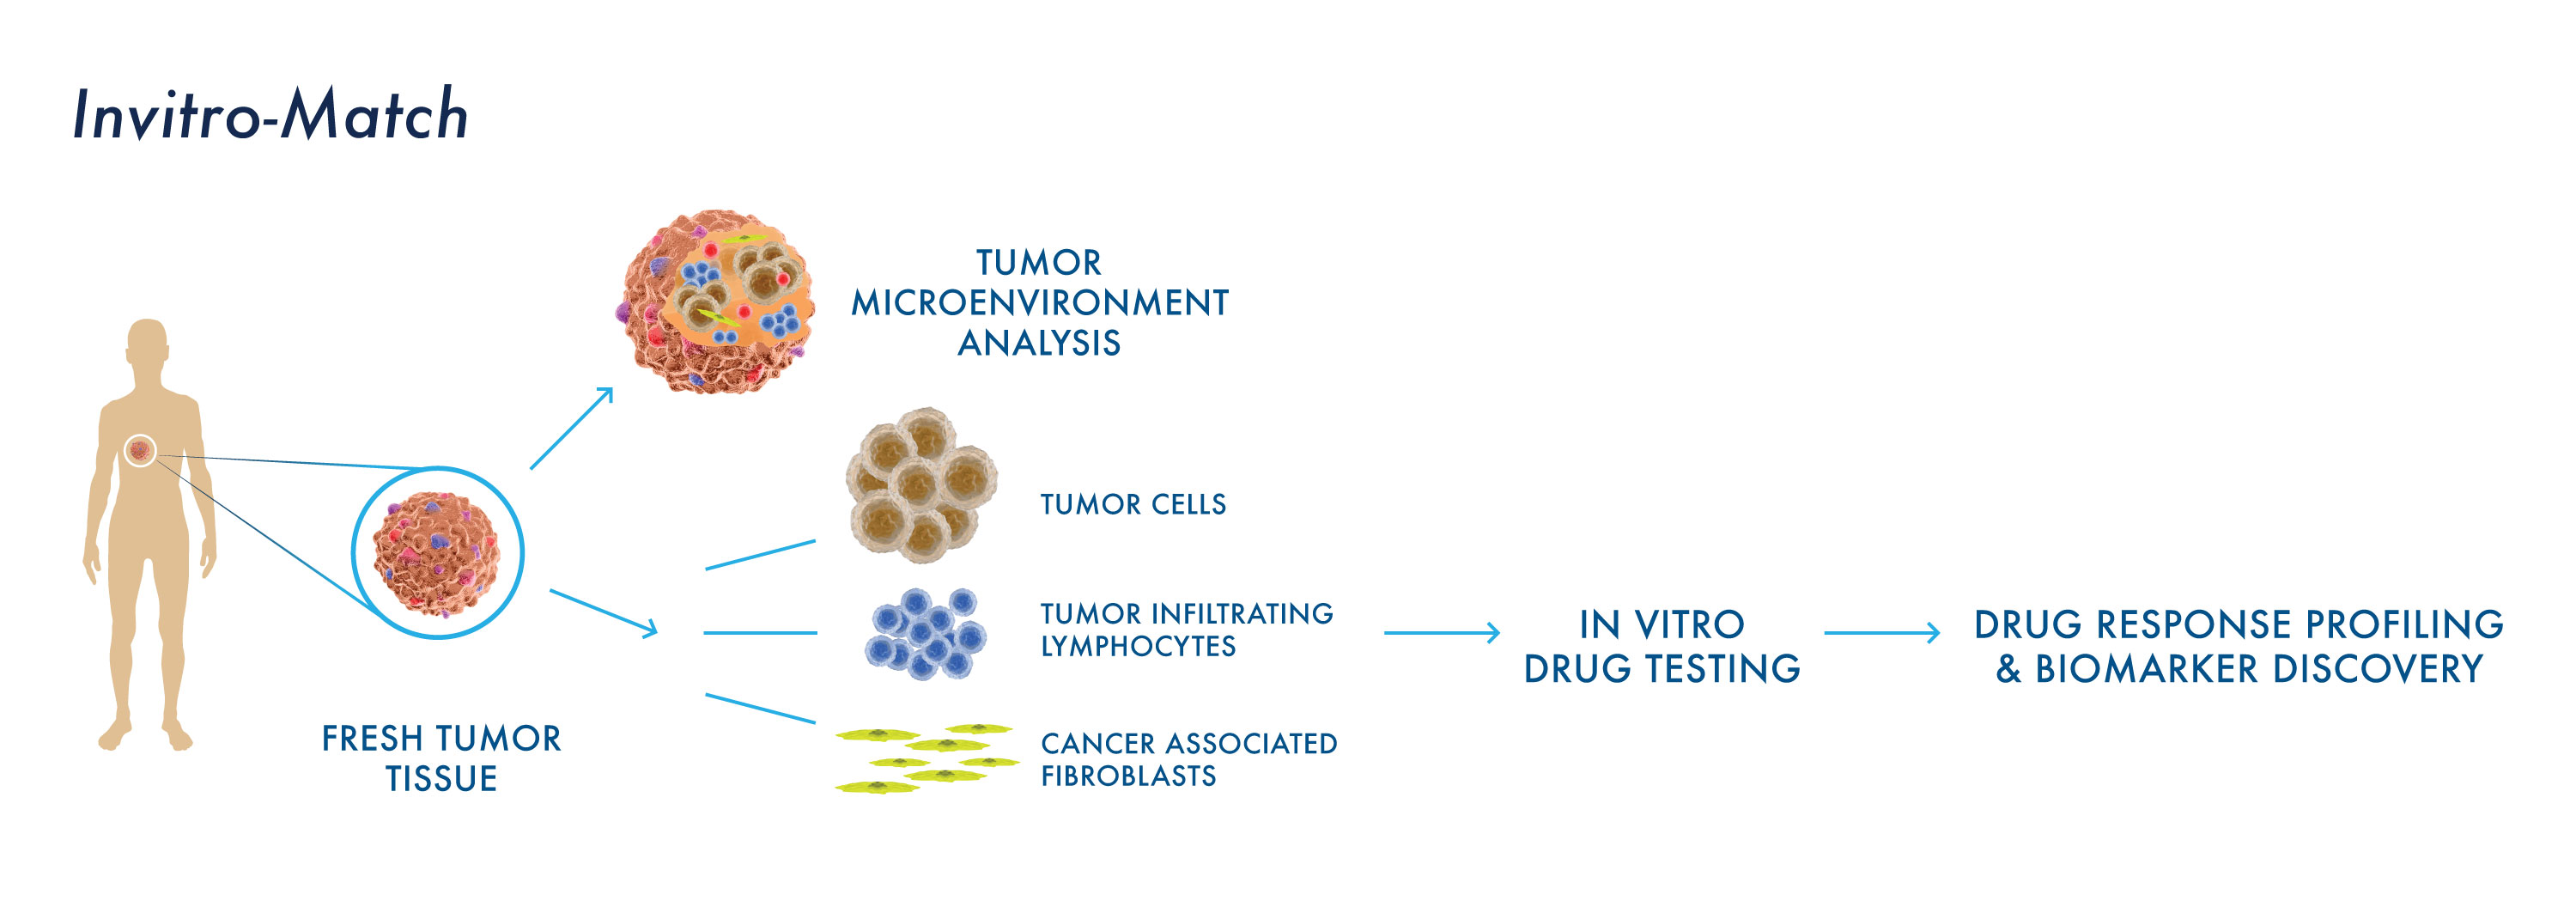 Invitro-Match
TUMOR
MICROENVIRONMENT
ANALYSIS
TUMOR CELLS
TUMOR INFILTRATING
LYMPHOCYTES
CANCER ASSOCIATED
FIBROBLASTS
FRESH TUMOR
TISSUE
IN VITRO
DRUG TESTING
DRUG RESPONSE PROFILING
& BIOMARKER DISCOVERY